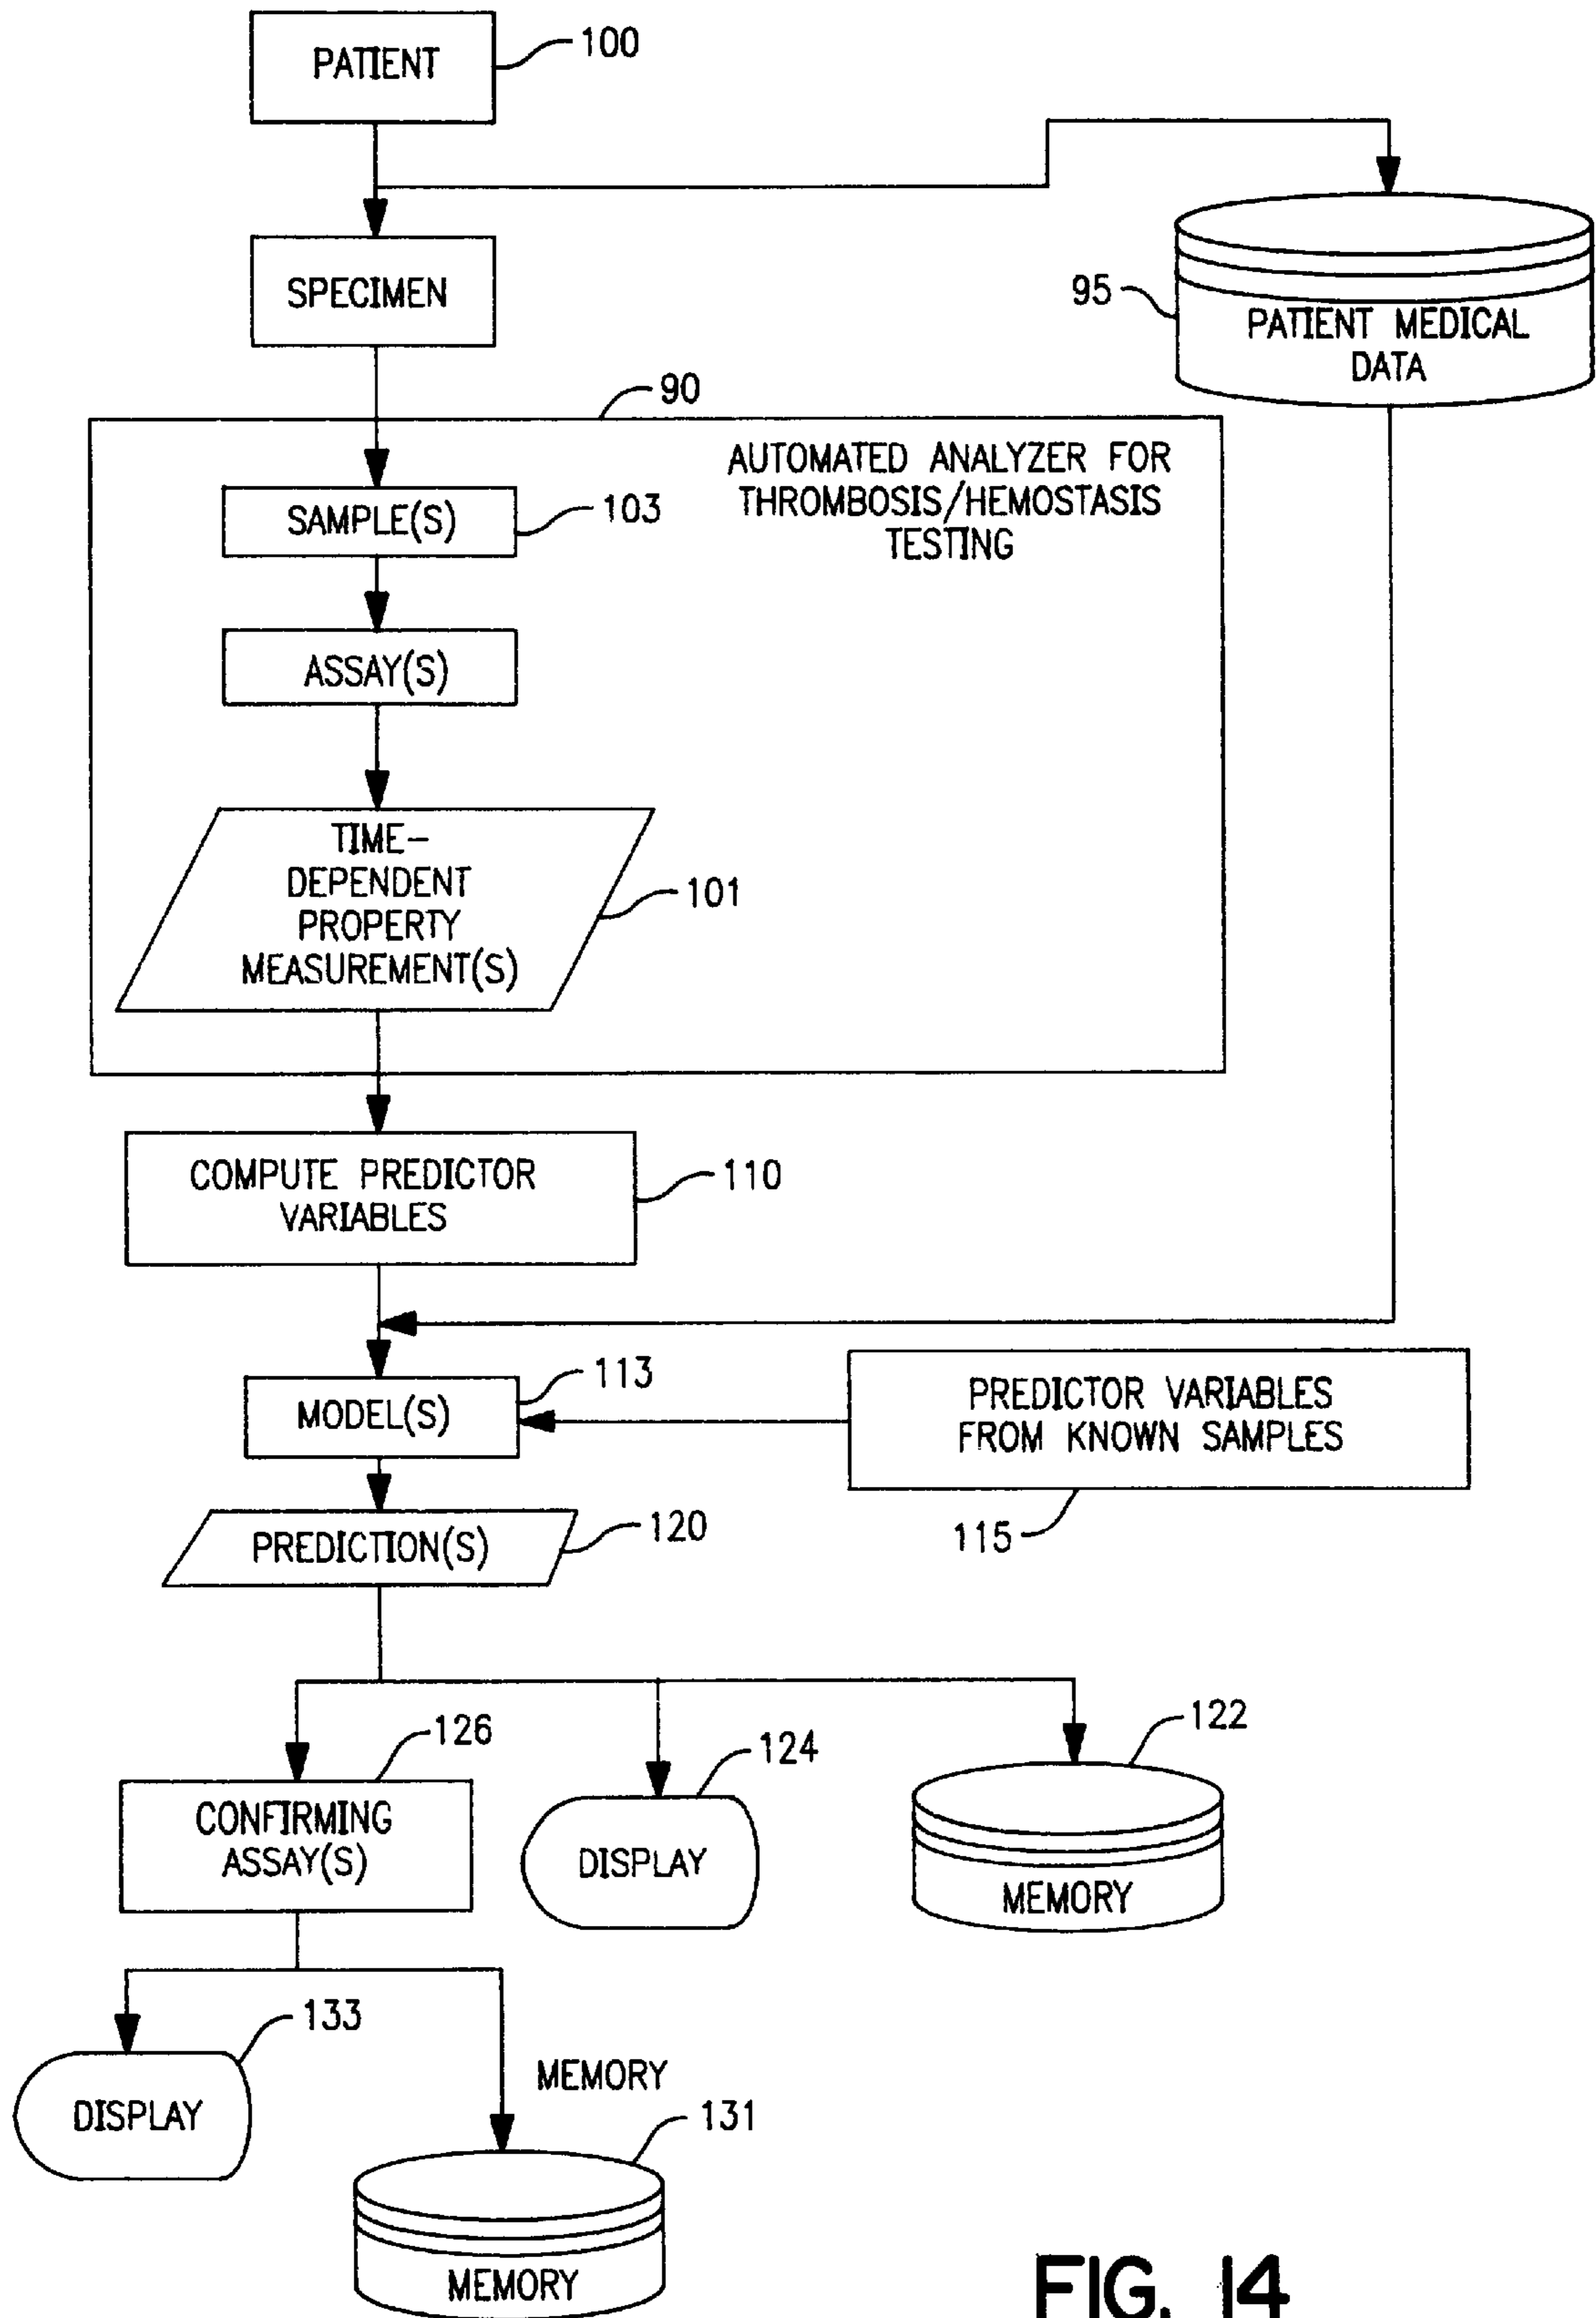 PATIENT
100
SPECIMEN
95
PATIENT MEDICAL
DATA
90
AUTOMATED ANALYZER FOR
THROMBOSIS/HEMOSTASIS
TESTING
SAMPLE(S)
103
ASSAY(S)
TIME-
DEPENDENT
PROPERTY
MEASUREMENT(S)
101
COMPUTE PREDICTOR
VARIABLES
110
MODEL(S)
113
PREDICTOR VARIABLES
FROM KNOWN SAMPLES
115
PREDICTION(S)
120
126
CONFIRMING
ASSAY(S)
124
DISPLAY
122
MEMORY
133
DISPLAY
MEMORY
131
MEMORY
FIG. 14